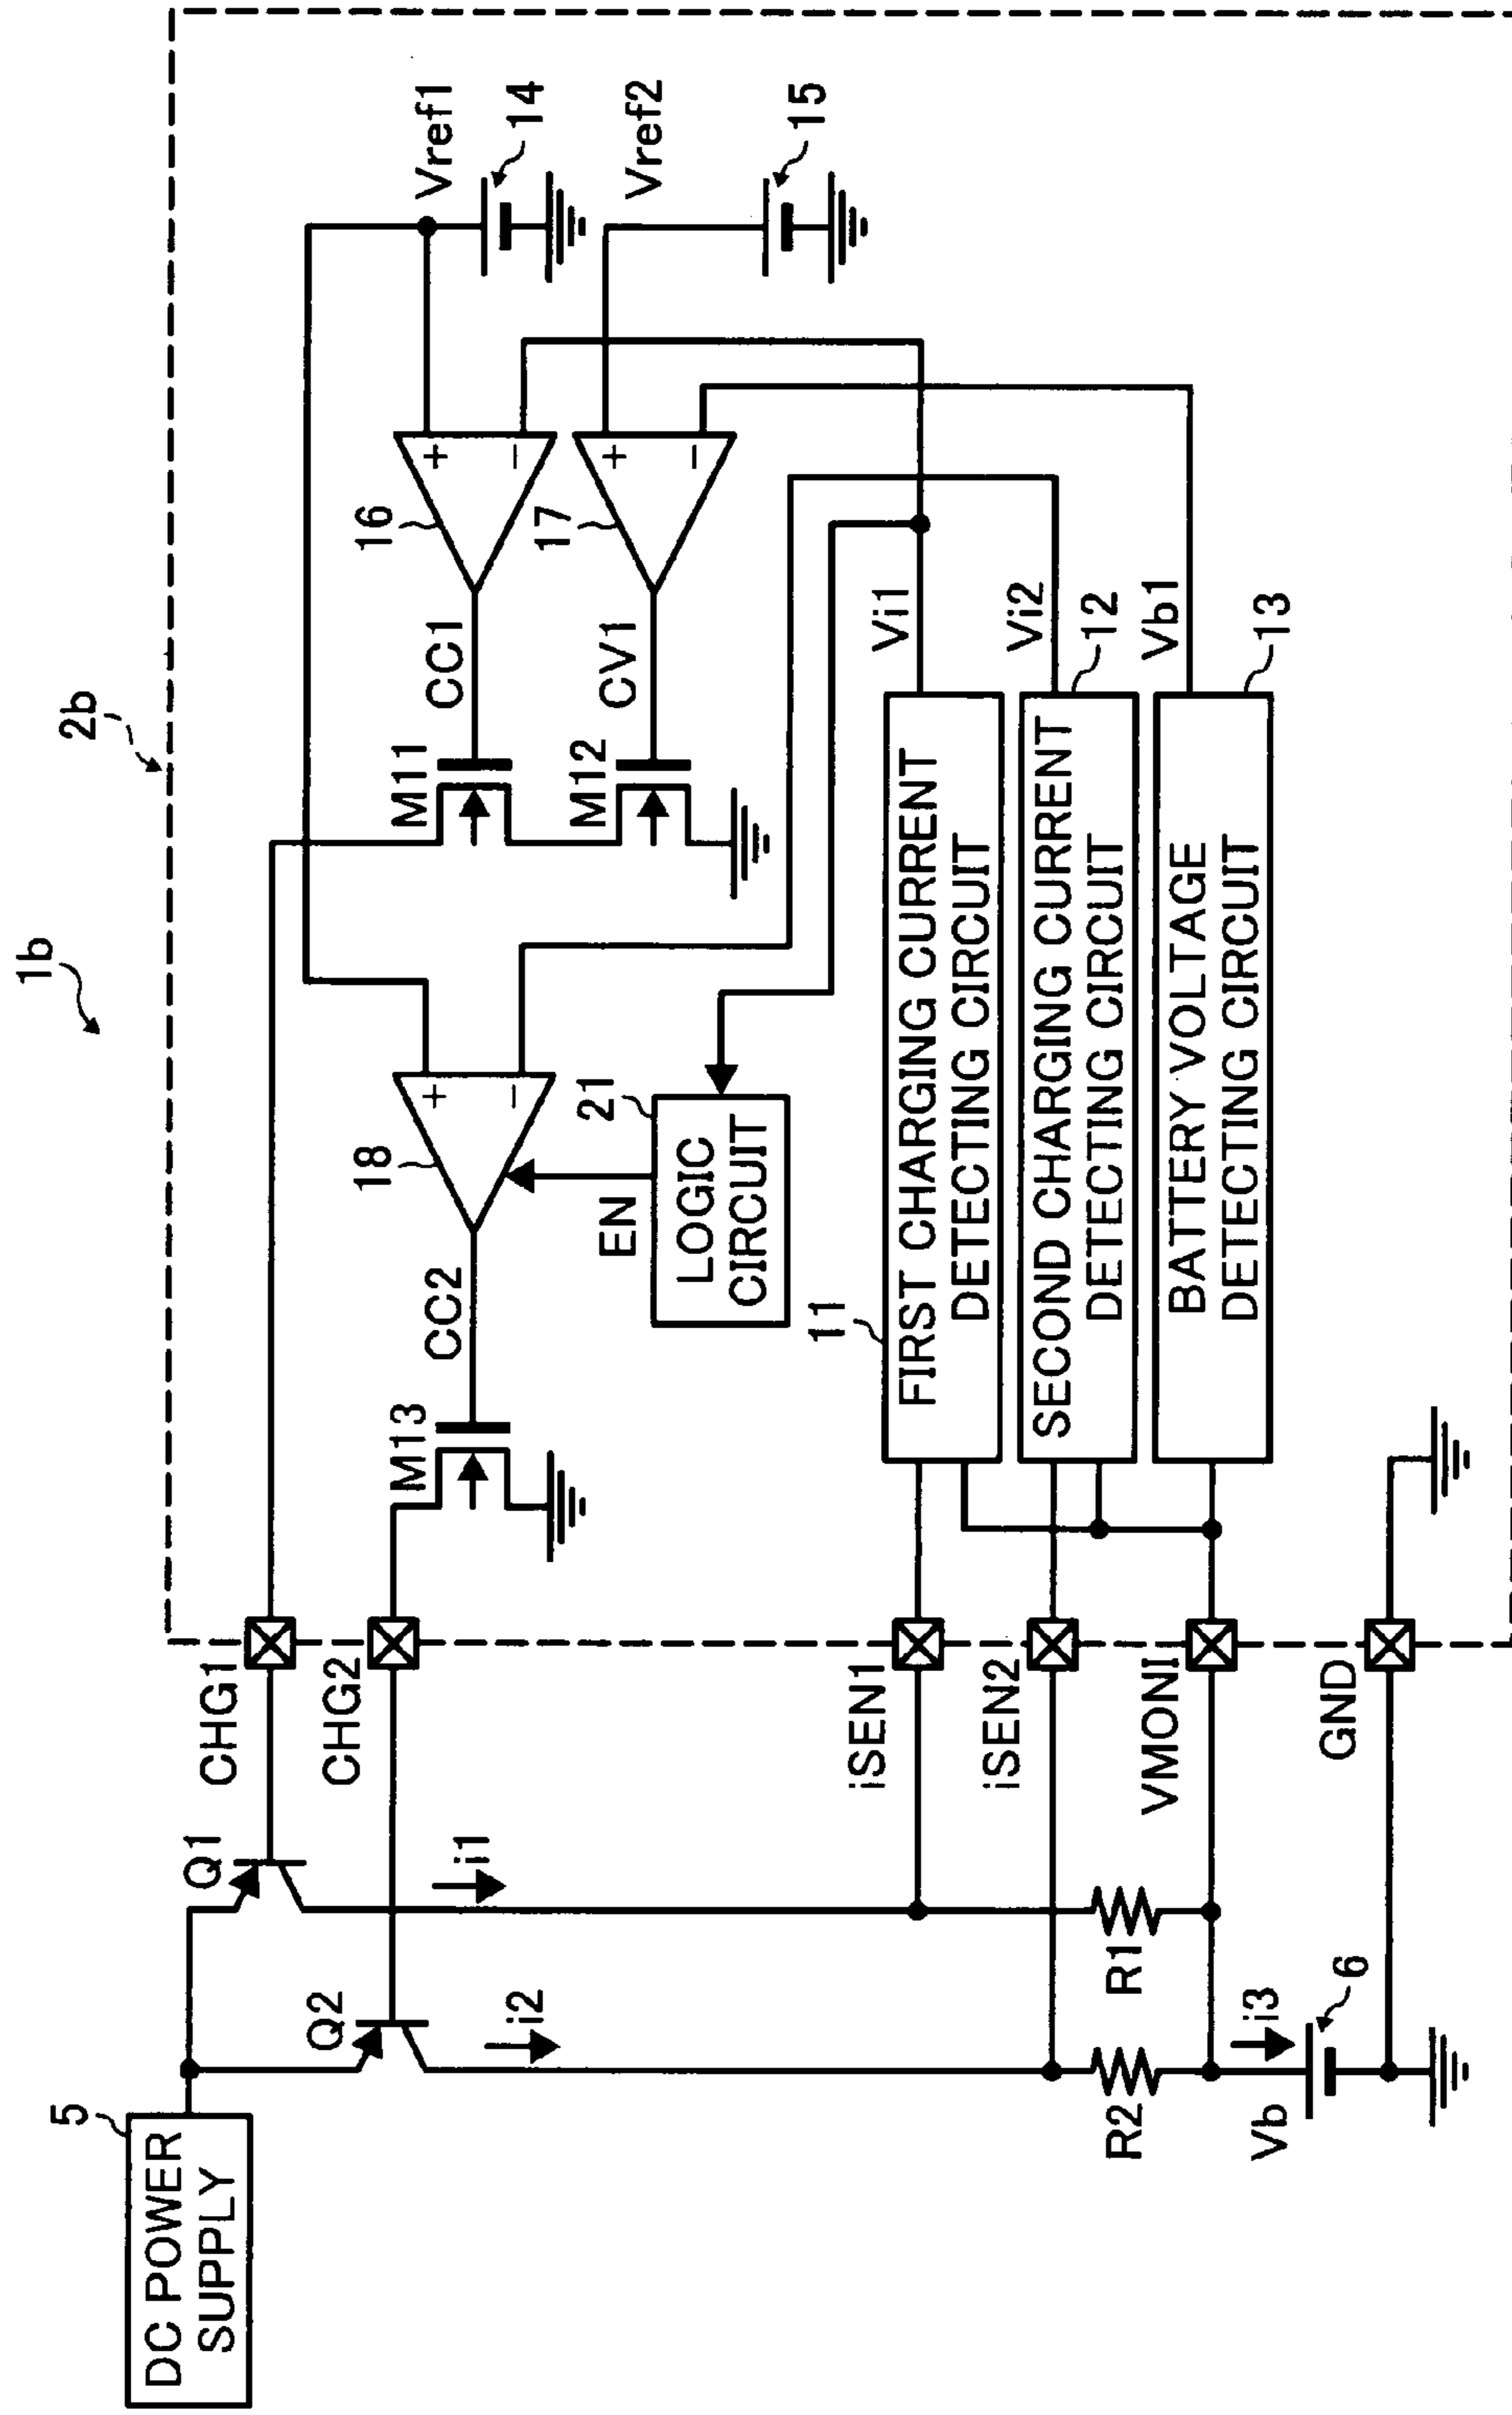 1b
2b
5
DC POWER
SUPPLY
Q1
Q2
i1
i2
CHG1
CHG2
M13
CC2
18
+
−
EN
21
LOGIC
CIRCUIT
M11
CC1
16
+
−
M12
CV1
17
+
−
Vref1
14
Vref2
15
iSEN1
iSEN2
VMONI
GND
11
FIRST CHARGING CURRENT
DETECTING CIRCUIT
Vi1
SECOND CHARGING CURRENT
DETECTING CIRCUIT
Vi2
12
BATTERY VOLTAGE
DETECTING CIRCUIT
Vb1
13
R2
R1
Vb
i3
6